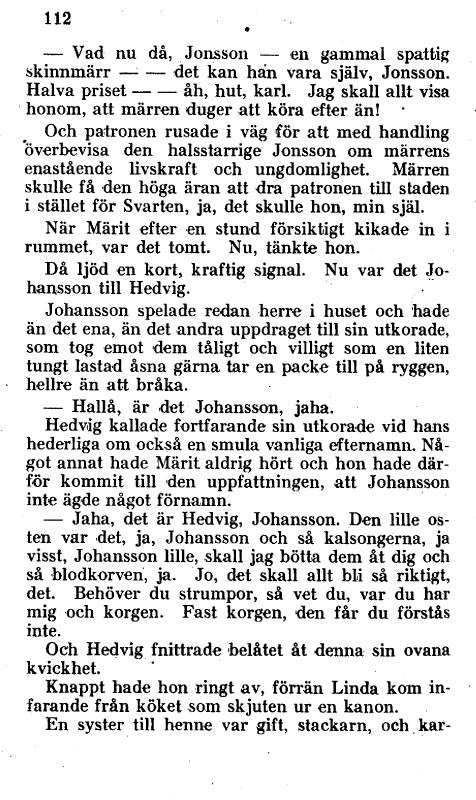 112
— Vad nu då, Jonsson — en gammal spattig
skinnmärr — — det kan han vara själv, Jonsson.
Halva priset — — åh, hut, karl. Jag skall allt visa
honom, att märren duger att köra efter än!
Och patronen rusade i väg för att med handling
överbevisa den halsstarrige Jonsson om märrens
enastående livskraft och ungdomlighet. Märren
skulle få den höga äran att dra patronen till staden
i stället för Svarten, ja, det skulle hon, min själ.
När Märit efter en stund försiktigt kikade in i
rummet, var det tomt. Nu, tänkte hon.
Då ljöd en kort, kraftig signal. Nu var det Jo-
hansson till Hedvig.
Johansson spelade redan herre i huset och hade
än det ena, än det andra uppdraget till sin utkorade,
som tog emot dem tåligt och villigt som en liten
tungt lastad åsna gärna tar en packe till på ryggen,
hellre än att bråka.
— Hallå, är det Johansson, jaha.
Hedvig kallade fortfarande sin utkorade vid hans
hederliga om också en smula vanliga efternamn. Nå-
got annat hade Märit aldrig hört och hon hade där-
för kommit till den uppfattningen, att Johansson
inte ägde något förnamn.
— Jaha, det är Hedvig, Johansson. Den lille os-
ten var det, ja, Johansson och så kalsongerna, ja
visst, Johansson lille, skall jag bötta dem åt dig och
så blodkorven, ja. Jo, det skall allt bli så riktigt,
det. Behöver du strumpor, så vet du, var du har
mig och korgen. Fast korgen, den får du förstås
inte.
Och Hedvig fnittrade belåtet åt denna sin ovana
kvickhet.
Knappt hade hon ringt av, förrän Linda kom in-
farande från köket som skjuten ur en kanon.
En syster till henne var gift, stackarn, och kar-